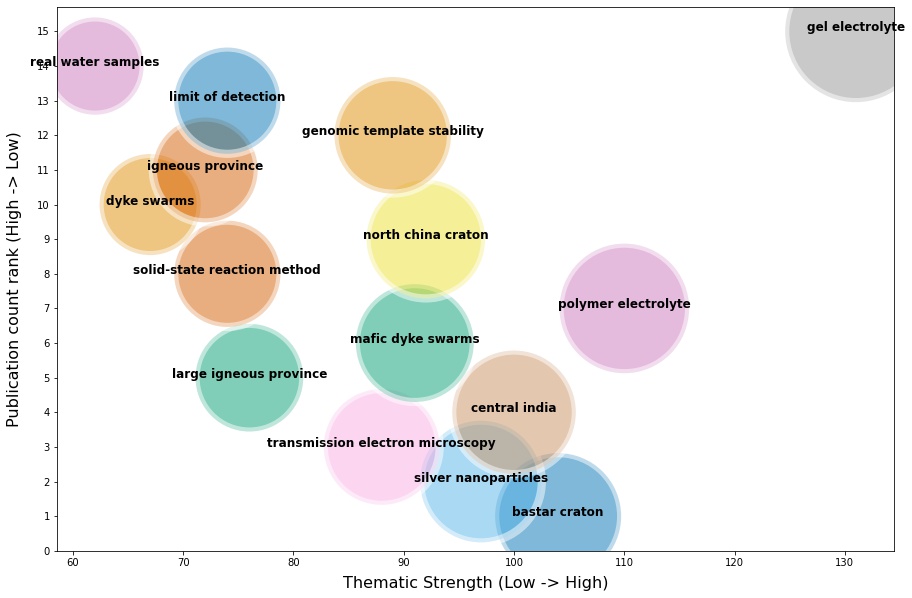 15
gel electrolyte
real water samples
14
limit of detection
13
genomic template stability
12
igneous province
11
dyke swarms
10
north china craton
9
solid-state reaction method
8
polymer electrolyte
7
mafic dyke swarms
6
large igneous province
5
central india
4
transmission electron microscopy
3
silver nanoparticles
2
bastar craton
1
0
60 70 80 90 100 110 120 130
Thematic Strength (Low -> High)
Publication count rank (High -> Low)